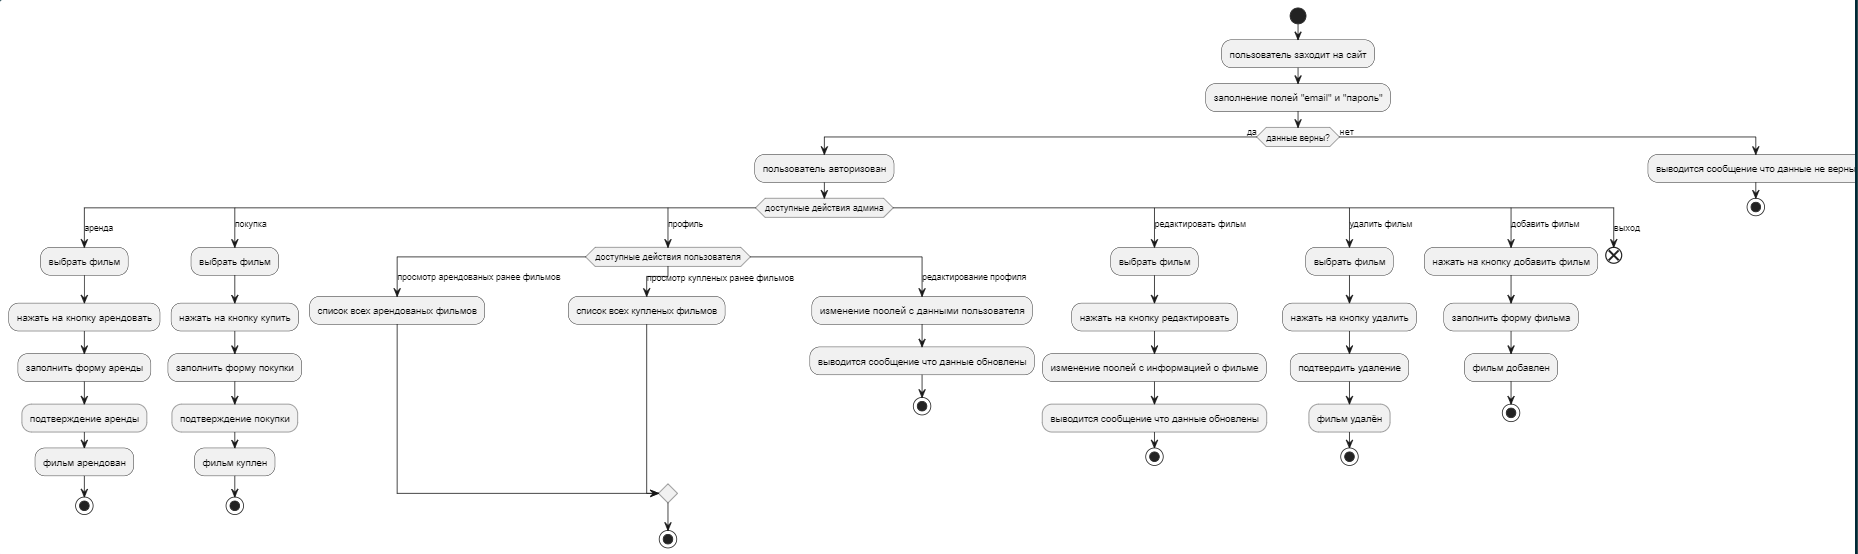 пользователь заходит на сайт
заполнение полей "email" и "пароль"
да
данные верны?
нет
пользователь авторизован
выводится сообщение что данные не верны
доступные действия админа
аренда
покупка
профиль
редактировать фильм
удалить фильм
добавить фильм
выход
выбрать фильм
выбрать фильм
доступные действия пользователя
выбрать фильм
выбрать фильм
нажать на кнопку добавить фильм
просмотр арендованых ранее фильмов
просмотр купленых ранее фильмов
редактирование профиля
нажать на кнопку арендовать
нажать на кнопку купить
список всех арендованых фильмов
список всех купленых фильмов
изменение поолей с данными пользователя
нажать на кнопку редактировать
нажать на кнопку удалить
заполнить форму фильма
заполнить форму аренды
заполнить форму покупки
выводится сообщение что данные обновлены
изменение поолей с информацией о фильме
подтвердить удаление
фильм добавлен
подтверждение аренды
подтверждение покупки
выводится сообщение что данные обновлены
фильм удалён
фильм арендован
фильм куплен